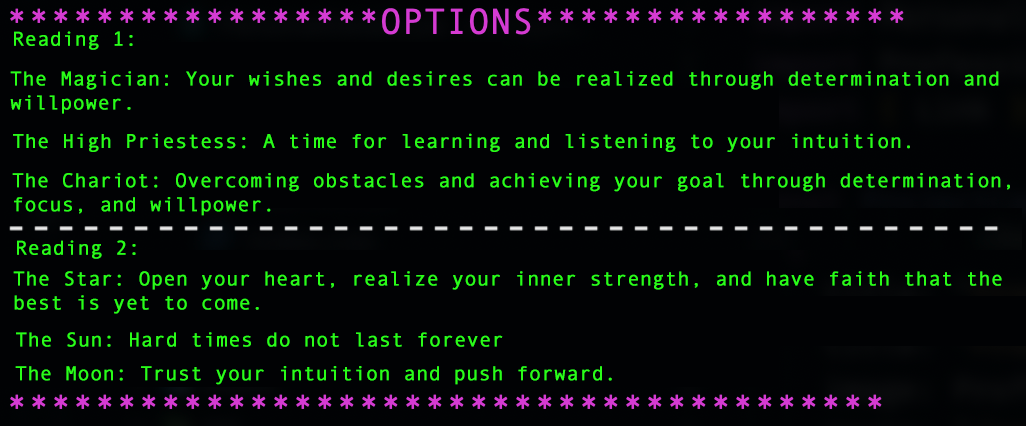 *****************OPTIONS*****************
Reading 1:
The Magician: Your wishes and desires can be realized through determination and
willpower.
The High Priestess: A time for learning and listening to your intuition.
The Chariot: Overcoming obstacles and achieving your goal through determination,
focus, and willpower.
----------------------------------------
Reading 2:
The Star: Open your heart, realize your inner strength, and have faith that the
best is yet to come.
The Sun: Hard times do not last forever
The Moon: Trust your intuition and push forward.
****************************************